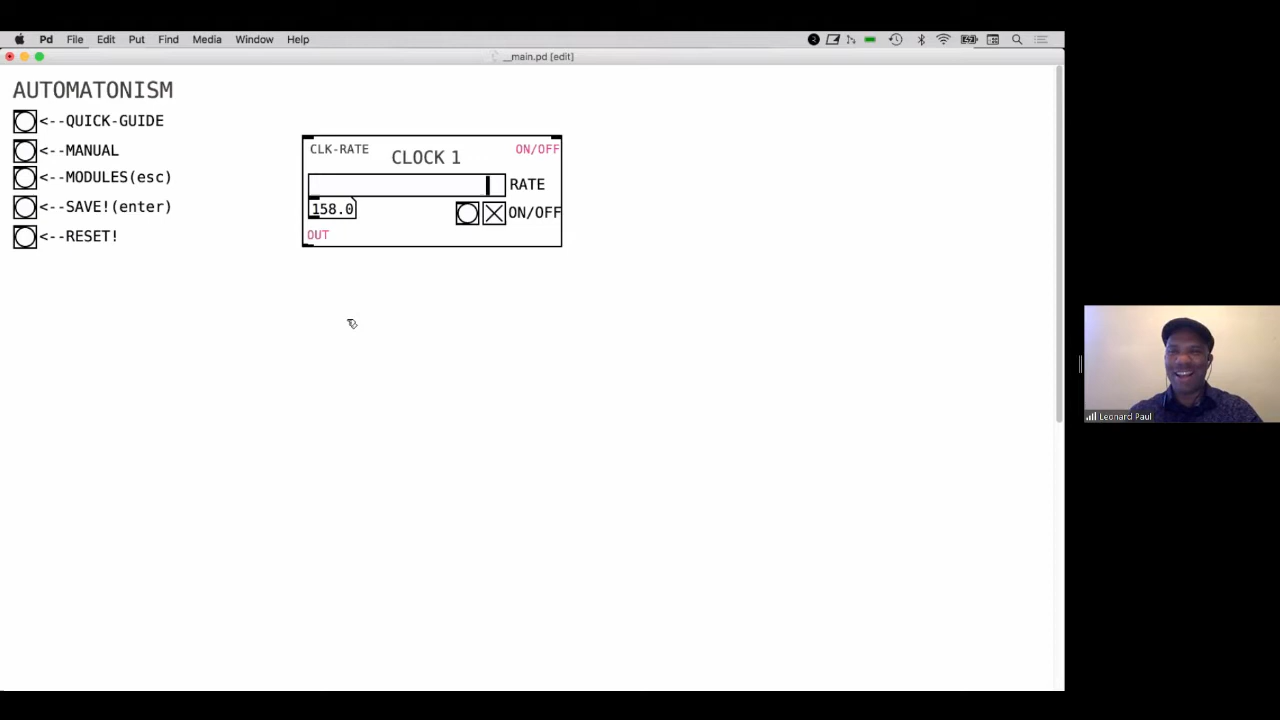 Pd File Edit Put Find Media Window Help
__main.pd [edit]
AUTOMATONISM
<--QUICK-GUIDE
<--MANUAL
<--MODULES(esc)
<--SAVE!(enter)
<--RESET!
CLK-RATE
CLOCK 1
ON/OFF
RATE
158.0
ON/OFF
OUT
Leonard Paul